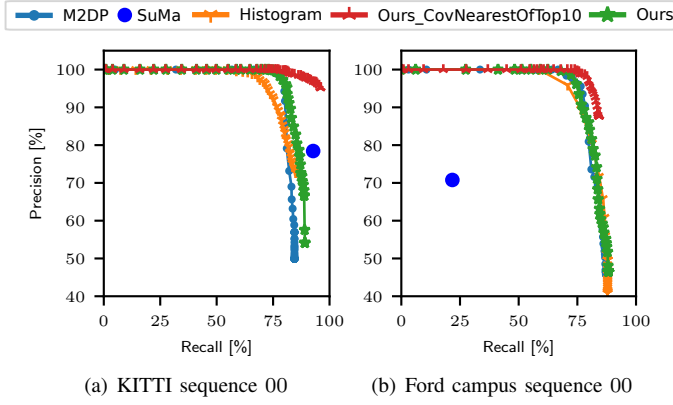 M2DP SuMa Histogram Ours_CovNearestOfTop10 Ours
100
90
80
70
60
50
40
Precision [%]
0 25 50 75 100
Recall [%]
(a) KITTI sequence 00
100
90
80
70
60
50
40
0 25 50 75 100
Recall [%]
(b) Ford campus sequence 00